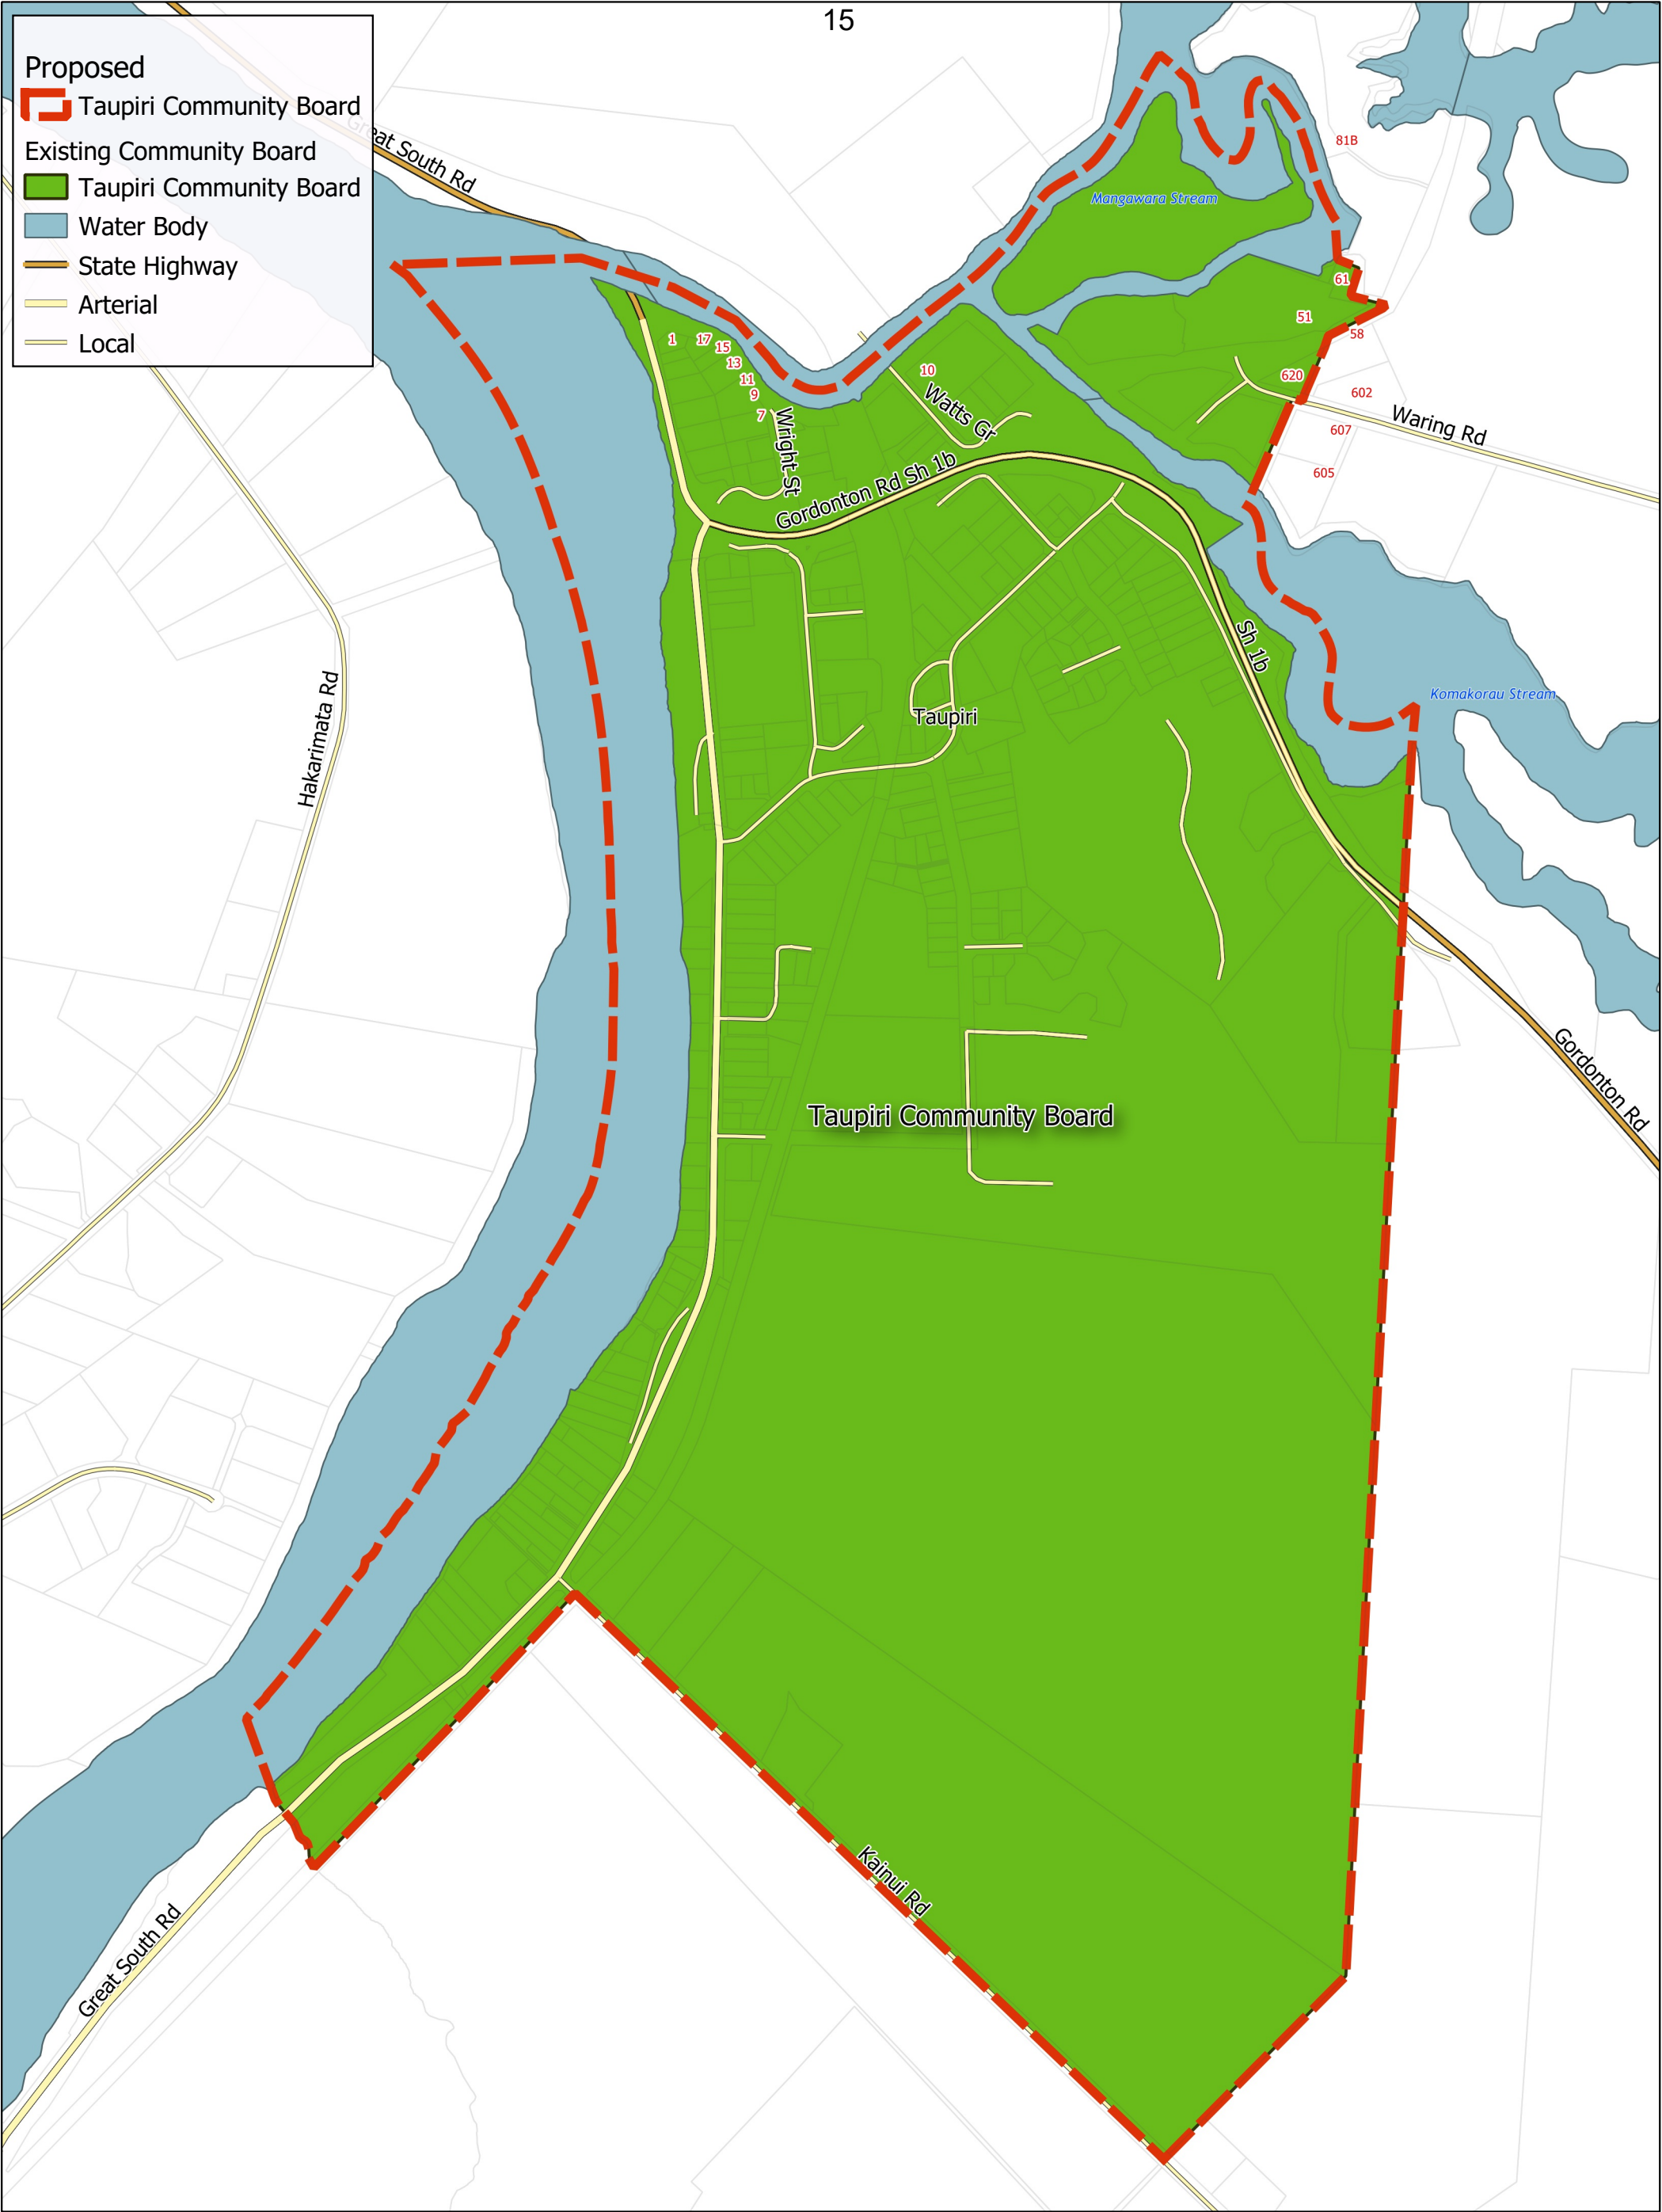 15
Proposed
Taupiri Community Board
Existing Community Board
Taupiri Community Board
Water Body
State Highway
Arterial
Local
Great South Rd
81B
Mangawara Stream
61
51
58
1
17
15
13
11
9
7
10
620
602
Watts Gr
Wright St
Waring Rd
607
605
Gordonton Rd Sh 1b
Sh 1b
Hakarimata Rd
Komakorau Stream
Taupiri
Gordonton Rd
Taupiri Community Board
Kainui Rd
Great South Rd